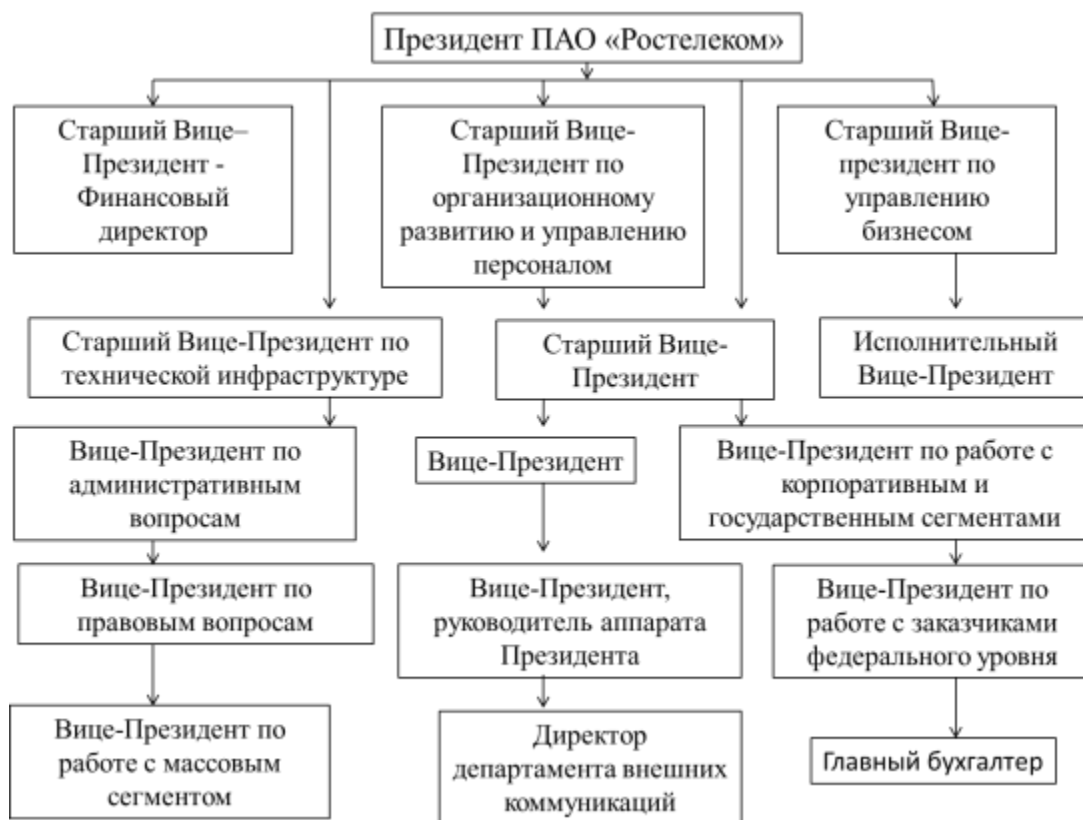 Президент ПАО «Ростелеком»
Старший Вице–
Президент -
Финансовый
директор
Старший Вице-
Президент по
организационному
развитию и управлению
персоналом
Старший Вице-
президент по
управлению
бизнесом
Старший Вице-Президент по
технической инфраструктуре
Старший Вице-
Президент
Исполнительный
Вице-Президент
Вице-Президент по
административным
вопросам
Вице-Президент
Вице-Президент по работе с
корпоративным и
государственным сегментами
Вице-Президент по
правовым вопросам
Вице-Президент,
руководитель аппарата
Президента
Вице-Президент по
работе с заказчиками
федерального уровня
Вице-Президент по
работе с массовым
сегментом
Директор
департамента внешних
коммуникаций
Главный бухгалтер